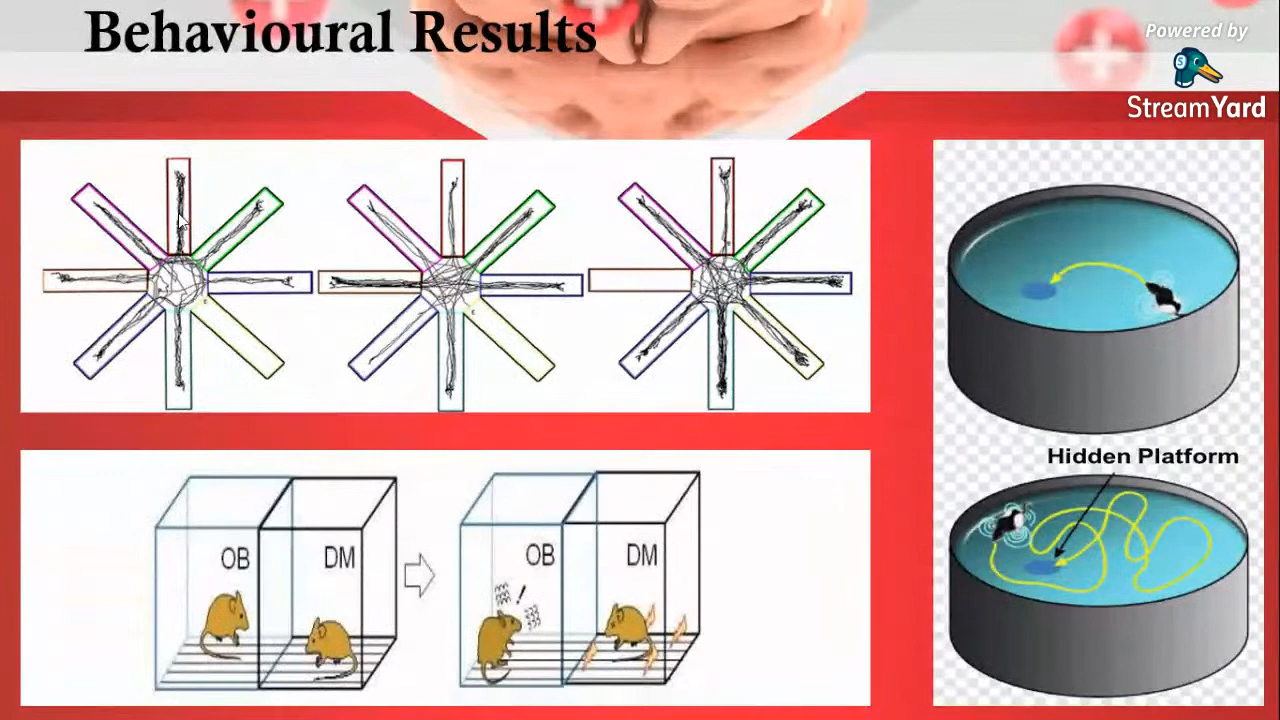 Behavioural Results
Powered by
StreamYard
Hidden Platform
OB
DM
OB
DM
!